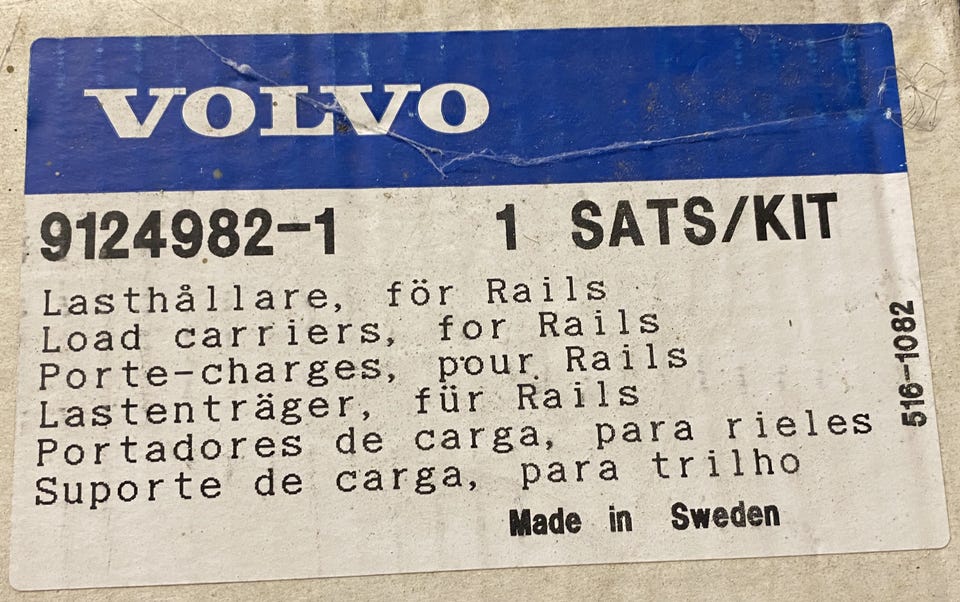 VOLVO
9124982-1 1 SATS/KIT
Lasthållare, för Rails
Load carriers, for Rails
Porte-charges, pour Rails
Lastenträger, für Rails
Portadores de carga, para rieles
Suporte de carga, para trilho
Made in Sweden
516-1082